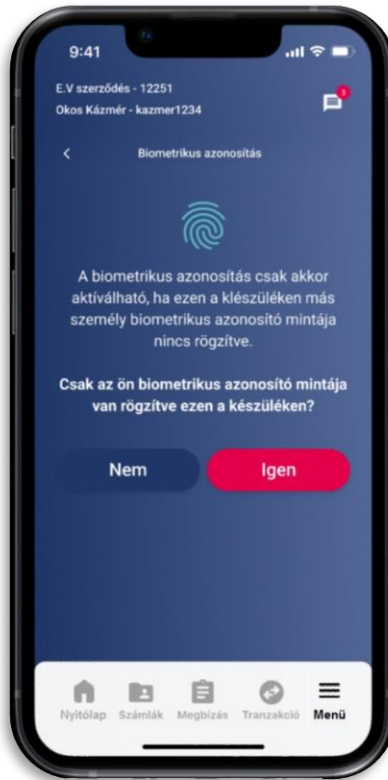 9:41
E.V szerződés - 12251
Okos Kázmér - kazmer1234
3
Biometrikus azonosítás
A biometrikus azonosítás csak akkor
aktíválható, ha ezen a klészüléken más
személy biometrikus azonosító mintája
nincs rögzítve.
Csak az ön biometrikus azonosító mintája
van rögzítve ezen a készüléken?
Nem Igen
Nyitólap Számlák Megbízás Tranzakció Menü